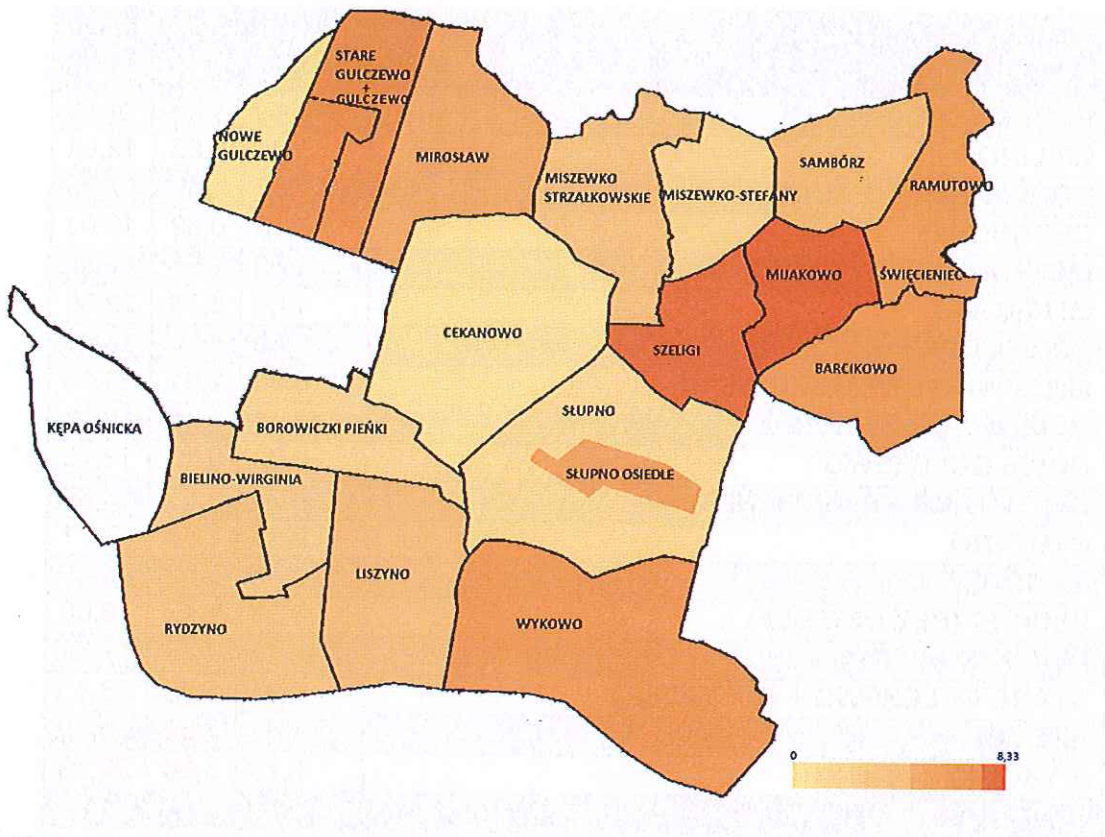 STARE
GULCZEWO
+
GULCZEWO
NOWE
GULCZEWO
MIROSŁAW
MISZEWKO
STRZAŁKOWSKIE
MISZEWKO-STEFANY
SAMBÓRZ
RAMUTOWO
MIJAKOWO
ŚWIĘCIENIEC
CEKANOWO
SZELIGI
BARCIKOWO
KĘPA OŚNICKA
BOROWICZKI PIEŃKI
SŁUPNO
SŁUPNO OSIEDLE
BIELINO-WIRGINIA
LISZYNO
RYDZYNO
WYKOWO
0 8,33